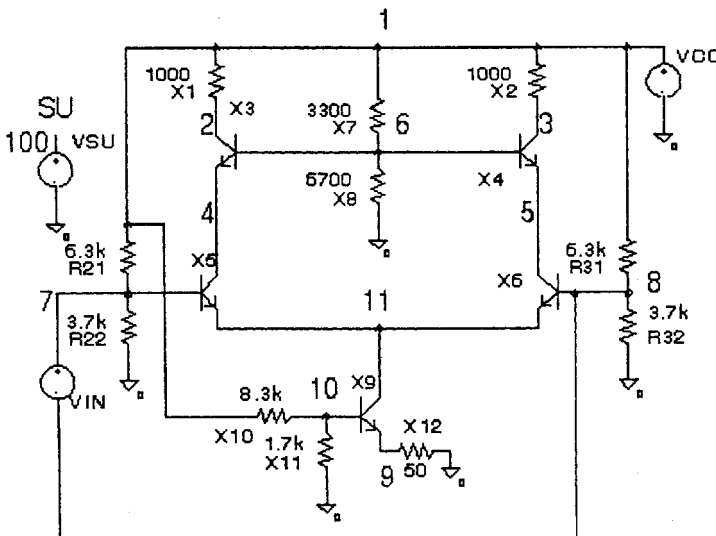 1
VCC
1000
X1
X3
1000
X2
SU
100
VSU
2
3300
X7
6
3
6700
X8
X4
4
5
6.3k
R21
X5
X6
6.3k
R31
8
7
3.7k
R22
11
3.7k
R32
VIN
X9
10
8.3k
X10
1.7k
X11
X12
50
9